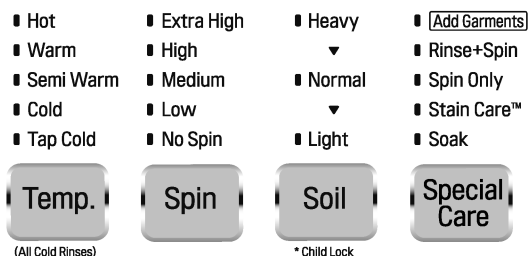 Hot
Extra High
Heavy
Add Garments
Warm
High
Rinse+Spin
Semi Warm
Medium
Normal
Spin Only
Cold
Low
Stain Care™
Tap Cold
No Spin
Light
Soak
Temp.
Spin
Soil
Special
Care
(All Cold Rinses)
* Child Lock